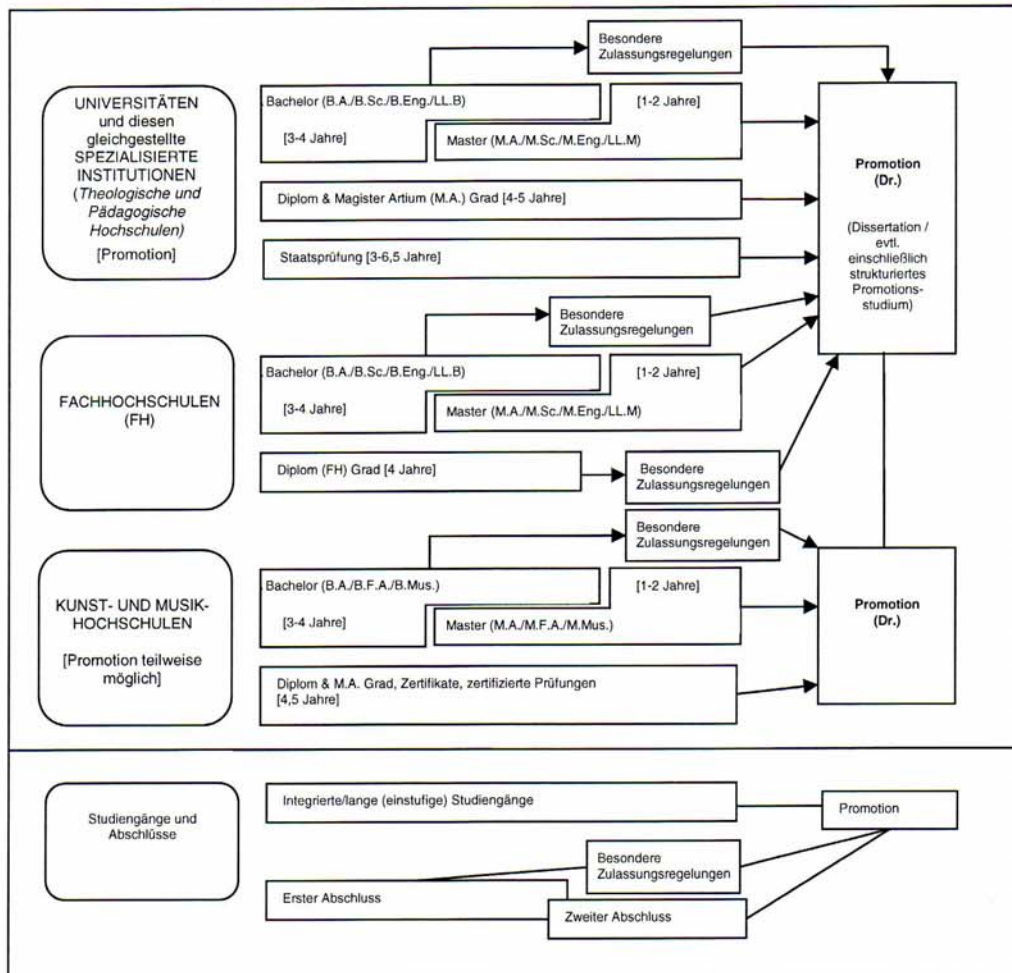 Besondere
Zulassungsregelungen
UNIVERSITÄTEN
und diesen
gleichgestellte
SPEZIALISIERTE
INSTITUTIONEN
(Theologische und
Pädagogische
Hochschulen)
[Promotion]
Bachelor (B.A./B.Sc./B.Eng./LL.B)
[3-4 Jahre]
[1-2 Jahre]
Master (M.A./M.Sc./M.Eng./LL.M)
Diplom & Magister Artium (M.A.) Grad [4-5 Jahre]
Staatsprüfung [3-6,5 Jahre]
Promotion
(Dr.)
(Dissertation /
evtl.
einschließlich
strukturiertes
Promotions-
studium)
FACHHOCHSCHULEN
(FH)
Besondere
Zulassungsregelungen
Bachelor (B.A./B.Sc./B.Eng./LL.B)
[3-4 Jahre]
[1-2 Jahre]
Master (M.A./M.Sc./M.Eng./LL.M)
Diplom (FH) Grad [4 Jahre]
Besondere
Zulassungsregelungen
KUNST- UND MUSIK-
HOCHSCHULEN
[Promotion teilweise
möglich]
Besondere
Zulassungsregelungen
Bachelor (B.A./B.F.A./B.Mus.)
[3-4 Jahre]
[1-2 Jahre]
Master (M.A./M.F.A./M.Mus.)
Diplom & M.A. Grad, Zertifikate, zertifizierte Prüfungen
[4,5 Jahre]
Promotion
(Dr.)
Studiengänge und
Abschlüsse
Integrierte/lange (einstufige) Studiengänge
Promotion
Besondere
Zulassungsregelungen
Erster Abschluss
Zweiter Abschluss